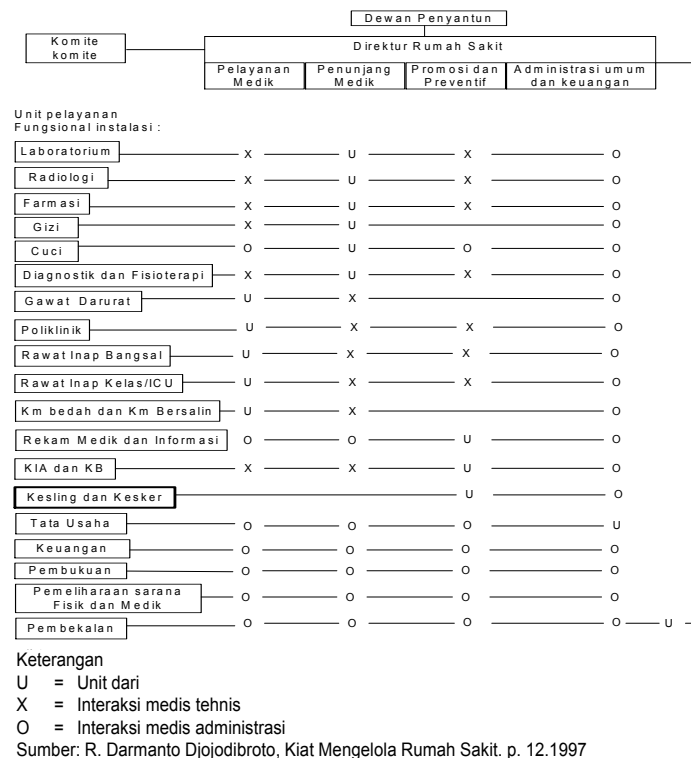 Dewan Penyantun
Komite
komite
Direktur Rumah Sakit
Pelayanan Medik
Penunjang Medik
Promosi dan Preventif
Administrasi umum dan keuangan
Unit pelayanan
Fungsional instalasi :
Laboratorium X U X O
Radiologi X U X O
Farmasi X U X O
Gizi X U O
Cuci O U O O
Diagnostik dan Fisioterapi X U X O
Gawat Darurat U X O
Poliklinik U X X O
Rawat Inap Bangsal U X X O
Rawat Inap Kelas/ICU U X X O
Km bedah dan Km Bersalin U X O
Rekam Medik dan Informasi O O U O
KIA dan KB X X U O
Kesling dan Kesker U O
Tata Usaha O O O U
Keuangan O O O O
Pembukuan O O O O
Pemeliharaan sarana
Fisik dan Medik O O O O
Pembekalan O O O O U
Keterangan
U = Unit dari
X = Interaksi medis tehnis
O = Interaksi medis administrasi
Sumber: R. Darmanto Djojodibroto, Kiat Mengelola Rumah Sakit. p. 12.1997